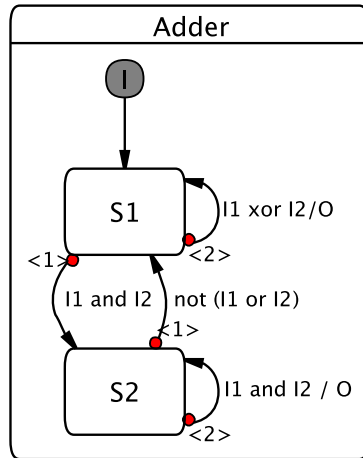 Adder
I
S1
I1 xor I2/O
<2>
<1>
I1 and I2
not (I1 or I2)
<1>
S2
I1 and I2 / O
<2>